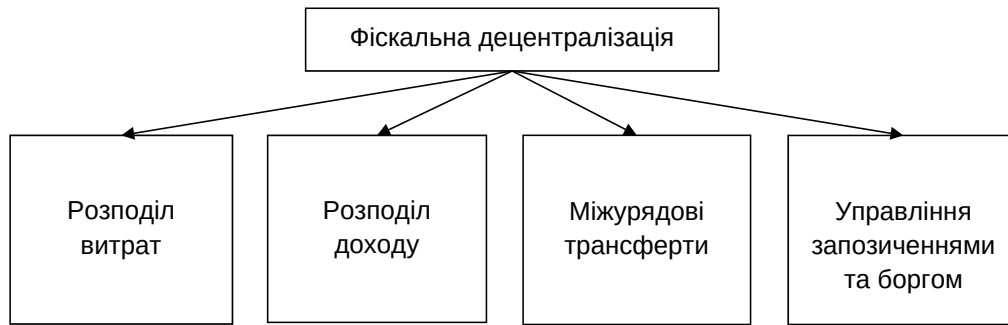 Фіскальна децентралізація
Розподіл
витрат
Розподіл
доходу
Міжурядові
трансферти
Управління
запозиченнями
та боргом